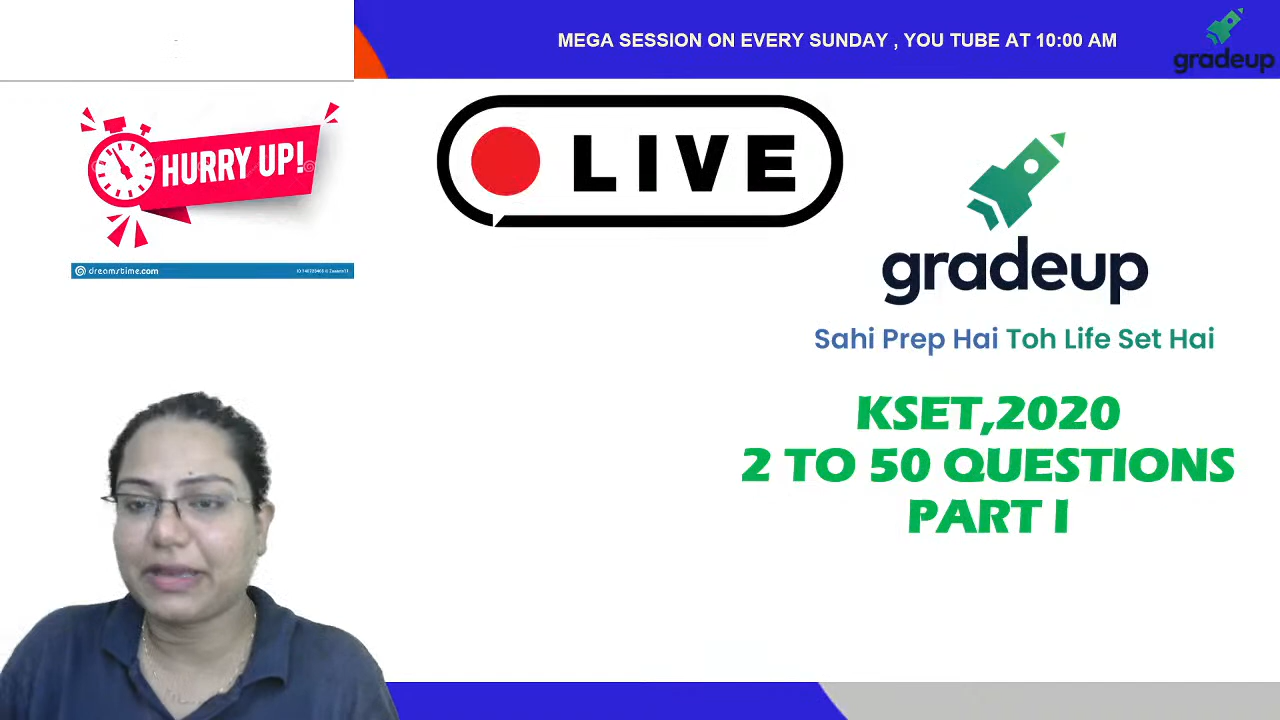 MEGA SESSION ON EVERY SUNDAY , YOU TUBE AT 10:00 AM
gradeup
HURRY UP!
LIVE
dreamstime.com
gradeup
Sahi Prep Hai Toh Life Set Hai
KSET,2020
2 TO 50 QUESTIONS
PART I